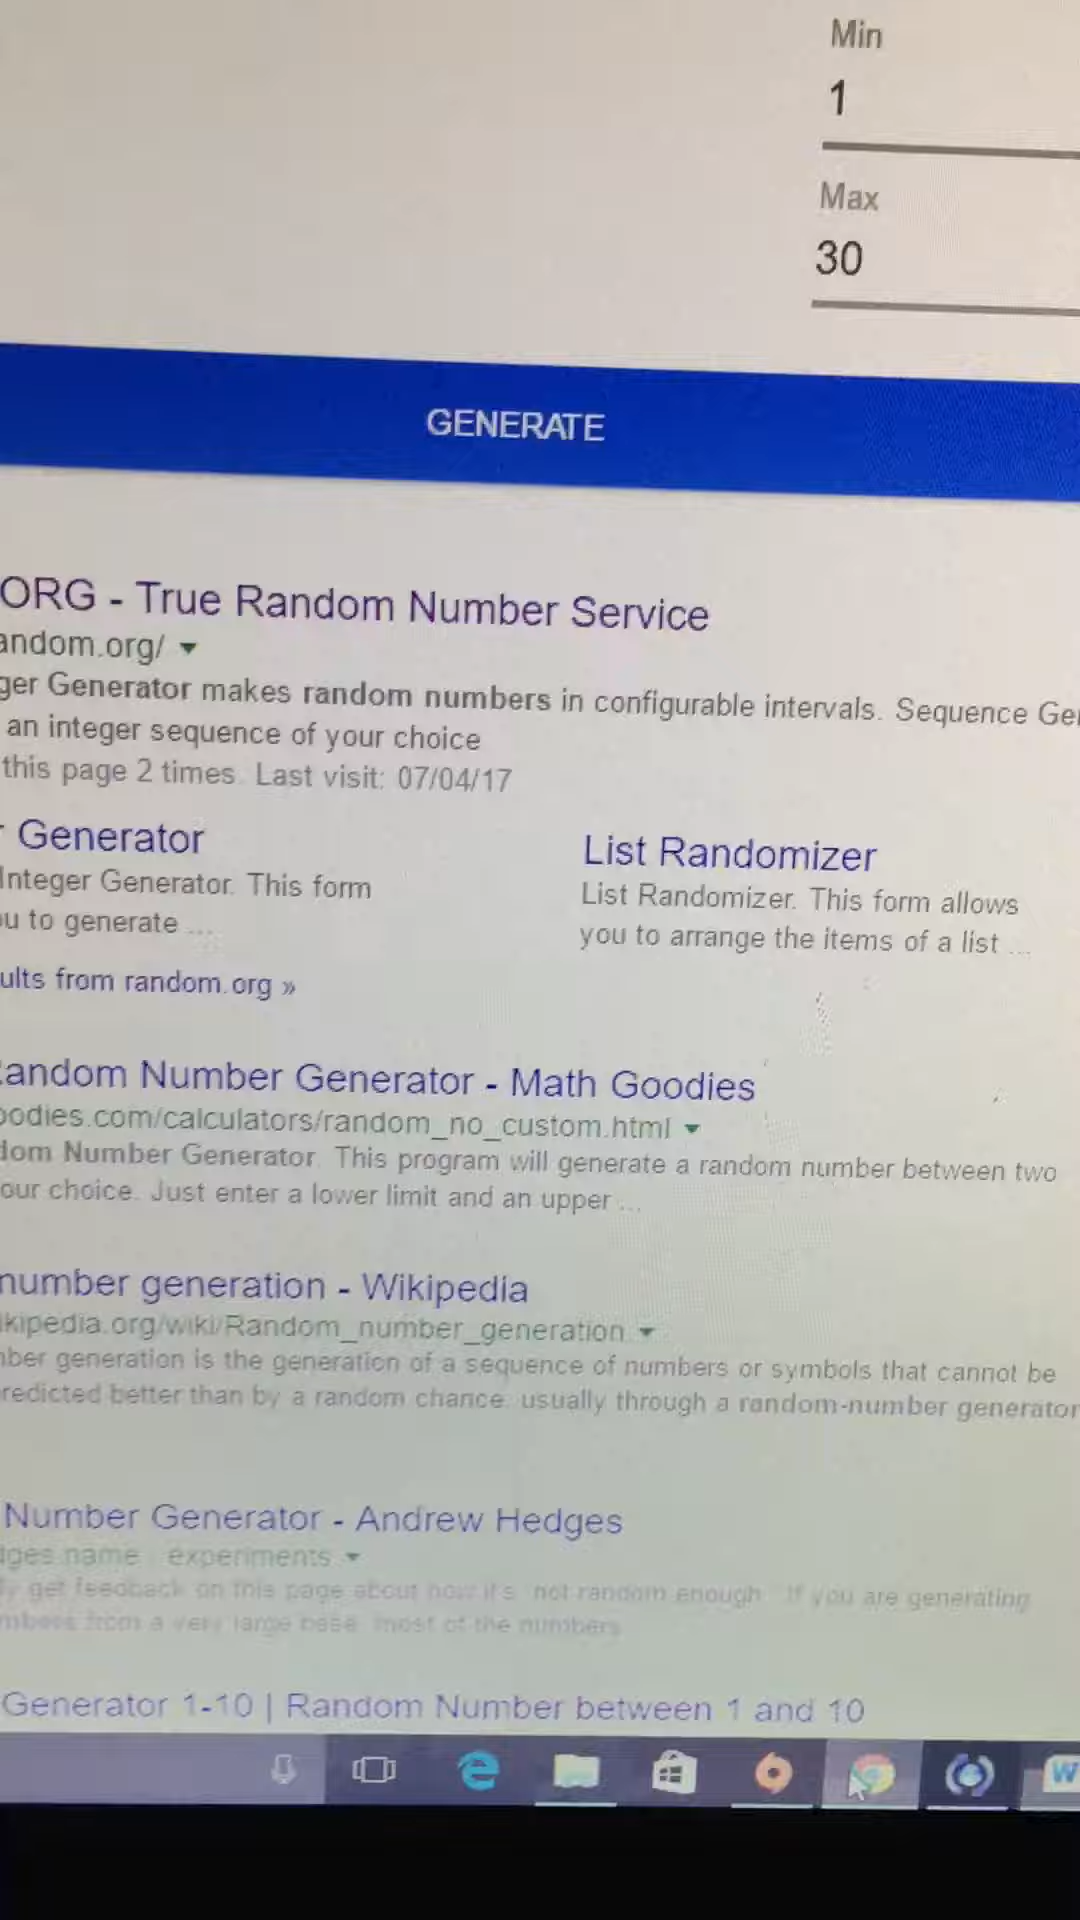 Min
1
Max
30
GENERATE
ORG - True Random Number Service
andom.org/
ger Generator makes random numbers in configurable intervals. Sequence Ge
an integer sequence of your choice
this page 2 times. Last visit: 07/04/17
r Generator
Integer Generator. This form
ou to generate ...
List Randomizer
List Randomizer. This form allows
you to arrange the items of a list ...
ults from random.org »
andom Number Generator - Math Goodies
oodies.com/calculators/random_no_custom.html
dom Number Generator. This program will generate a random number between two
our choice. Just enter a lower limit and an upper ...
number generation - Wikipedia
ikipedia.org/wiki/Random_number_generation
ber generation is the generation of a sequence of numbers or symbols that cannot be
redicted better than by a random chance, usually through a random-number generator
Number Generator - Andrew Hedges
dges.name › experiments
ly get feedback on this page about how it's "not random enough." If you are generating
mbers from a very large base, most of the numbers
Generator 1-10 | Random Number between 1 and 10
W